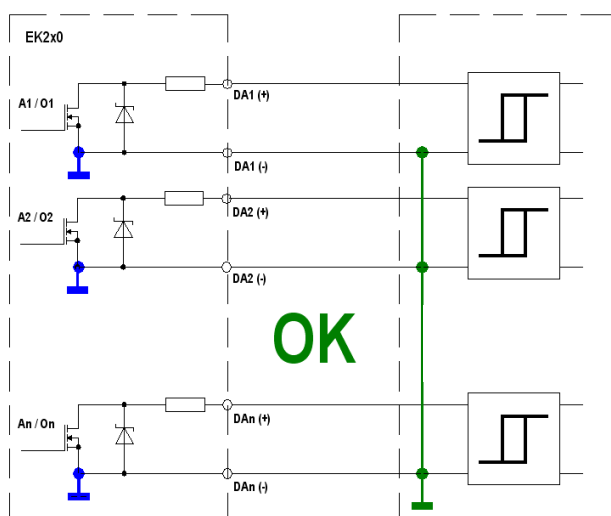 EK2x0
A1 / O1
DA1 (+)
DA1 (-)
A2 / O2
DA2 (+)
DA2 (-)
OK
An / On
DAn (+)
DAn (-)